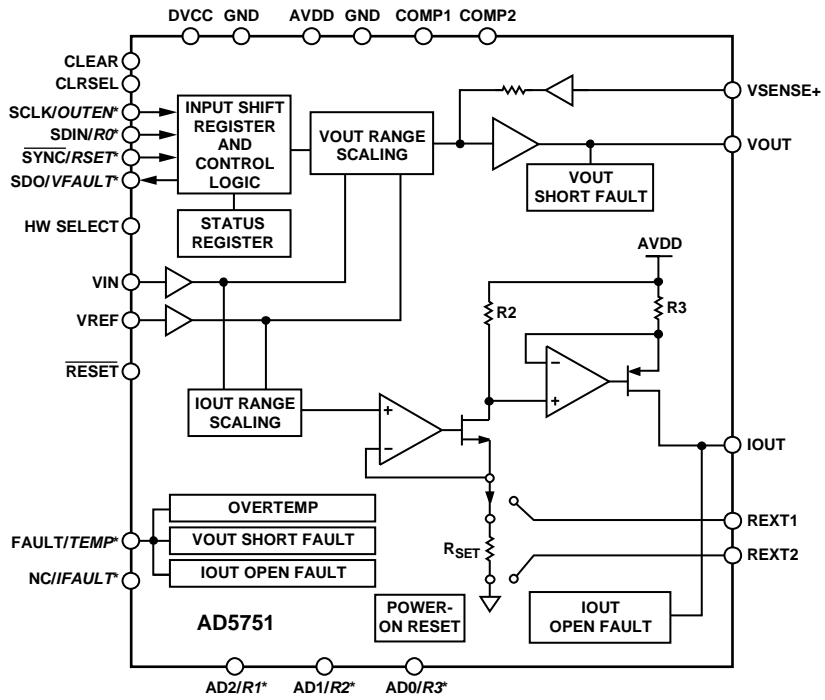 DVCC GND AVDD GND COMP1 COMP2
CLEAR
CLRSEL
SCLK/OUTEN*
SDIN/R0*
SYNC/RSET*
SDO/VFAULT*
HW SELECT
VIN
VREF
RESET
FAULT/TEMP*
NC/IFAULT*
INPUT SHIFT
REGISTER
AND
CONTROL
LOGIC
STATUS
REGISTER
VOUT RANGE
SCALING
VSENSE+
VOUT
VOUT
SHORT FAULT
AVDD
R2
R3
IOUT RANGE
SCALING
+
−
−
+
IOUT
REXT1
REXT2
RSET
OVERTEMP
VOUT SHORT FAULT
IOUT OPEN FAULT
POWER-
ON RESET
IOUT
OPEN FAULT
AD5751
AD2/R1* AD1/R2* AD0/R3*